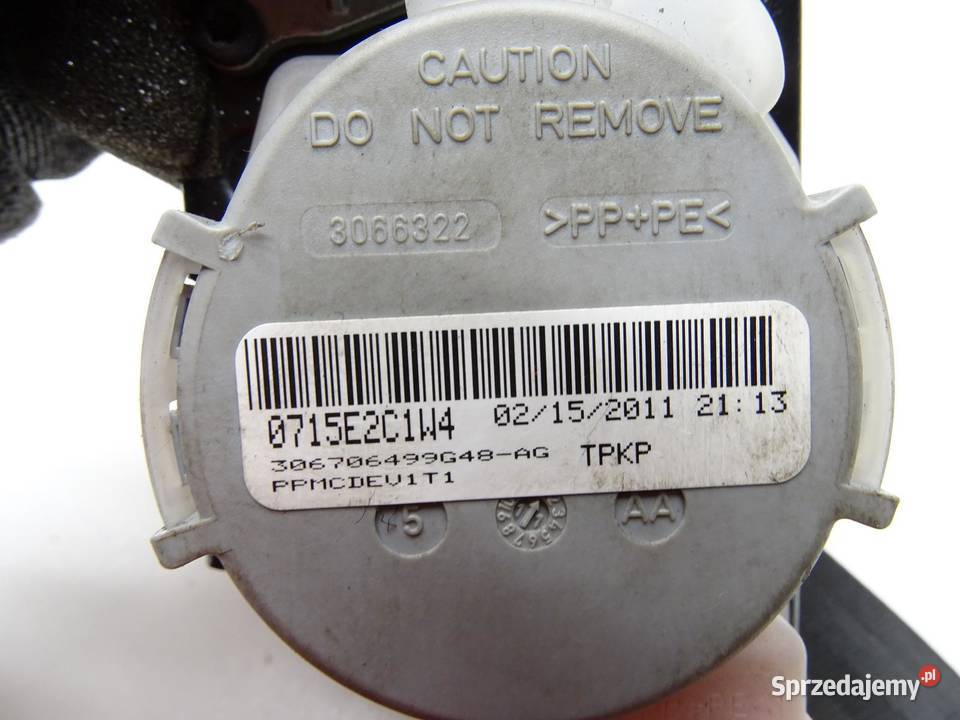 CAUTION
DO NOT REMOVE
3066322 >PP+PE<
0715E2C1W4 02/15/2011 21:13
306706499G48-AG TPKP
PPMCDEV1T1
5 AA
Sprzedajemy.pl